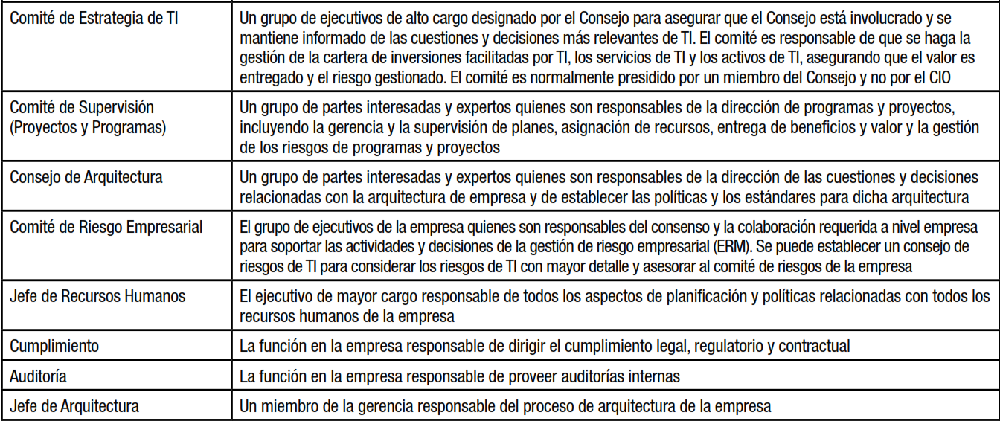 Comité de Estrategia de TI
Un grupo de ejecutivos de alto cargo designado por el Consejo para asegurar que el Consejo está involucrado y se
mantiene informado de las cuestiones y decisiones más relevantes de TI. El comité es responsable de que se haga la
gestión de la cartera de inversiones facilitadas por TI, los servicios de TI y los activos de TI, asegurando que el valor es
entregado y el riesgo gestionado. El comité es normalmente presidido por un miembro del Consejo y no por el CIO
Comité de Supervisión
(Proyectos y Programas)
Un grupo de partes interesadas y expertos quienes son responsables de la dirección de programas y proyectos,
incluyendo la gerencia y la supervisión de planes, asignación de recursos, entrega de beneficios y valor y la gestión
de los riesgos de programas y proyectos
Consejo de Arquitectura
Un grupo de partes interesadas y expertos quienes son responsables de la dirección de las cuestiones y decisiones
relacionadas con la arquitectura de empresa y de establecer las políticas y los estándares para dicha arquitectura
Comité de Riesgo Empresarial
El grupo de ejecutivos de la empresa quienes son responsables del consenso y la colaboración requerida a nivel empresa
para soportar las actividades y decisiones de la gestión de riesgo empresarial (ERM). Se puede establecer un consejo de
riesgos de TI para considerar los riesgos de TI con mayor detalle y asesorar al comité de riesgos de la empresa
Jefe de Recursos Humanos
El ejecutivo de mayor cargo responsable de todos los aspectos de planificación y políticas relacionadas con todos los
recursos humanos de la empresa
Cumplimiento
La función en la empresa responsable de dirigir el cumplimiento legal, regulatorio y contractual
Auditoría
La función en la empresa responsable de proveer auditorías internas
Jefe de Arquitectura
Un miembro de la gerencia responsable del proceso de arquitectura de la empresa